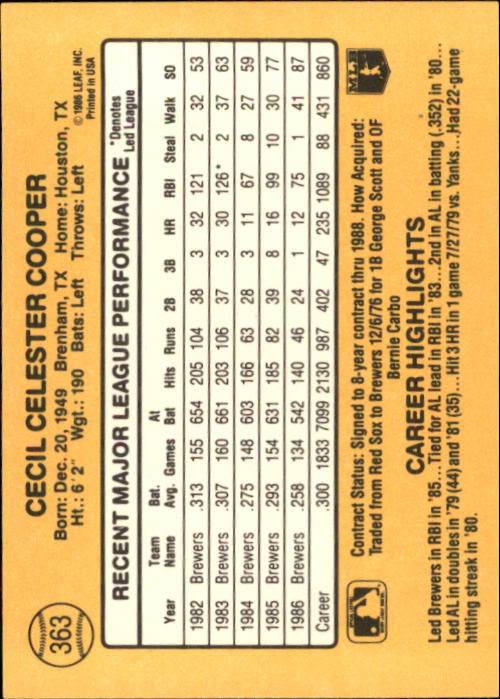 363
CECIL CELESTER COOPER
Born: Dec. 20, 1949 Brenham, TX Home: Houston, TX
Ht.: 6' 2" Wgt.: 190 Bats: Left Throws: Left
© 1986 LEAF, INC.
Printed in USA
RECENT MAJOR LEAGUE PERFORMANCE
*Denotes
Led League
Year Team Name Bat. Avg. Games At Bat Hits Runs 2B 3B HR RBI Steal Walk SO
1982 Brewers .313 155 654 205 104 38 3 32 121 2 32 53
1983 Brewers .307 160 661 203 106 37 3 30 126* 2 37 63
1984 Brewers .275 148 603 166 63 28 3 11 67 8 27 59
1985 Brewers .293 154 631 185 82 39 8 16 99 10 30 77
1986 Brewers .258 134 542 140 46 24 1 12 75 1 41 87
Career .300 1833 7099 2130 987 402 47 235 1089 88 431 860
Contract Status: Signed to 8-year contract thru 1988. How Acquired:
Traded from Red Sox to Brewers 12/6/76 for 1B George Scott and OF
Bernie Carbo
MLB
CAREER HIGHLIGHTS
Led Brewers in RBI in '85... Tied for AL lead in RBI in '83...2nd in AL in batting (.352) in '80...
Led AL in doubles in '79 (44) and '81 (35)... Hit 3 HR in 1 game 7/27/79 vs. Yanks...Had 22-game
hitting streak in '80.